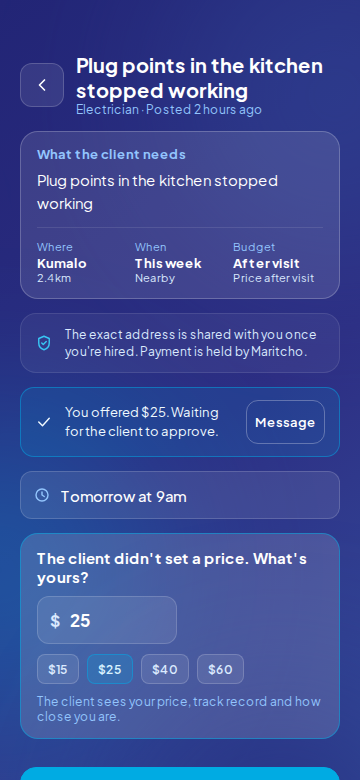 Plug points in the kitchen
stopped working
Electrician · Posted 2 hours ago
What the client needs
Plug points in the kitchen stopped
working
Where
When
Budget
Kumalo
This week
After visit
2.4km
Nearby
Price after visit
The exact address is shared with you once
you're hired. Payment is held by Maritcho.
You offered $25. Waiting
for the client to approve.
Message
Tomorrow at 9am
The client didn't set a price. What's
yours?
$ 25
$15
$25
$40
$60
The client sees your price, track record and how
close you are.